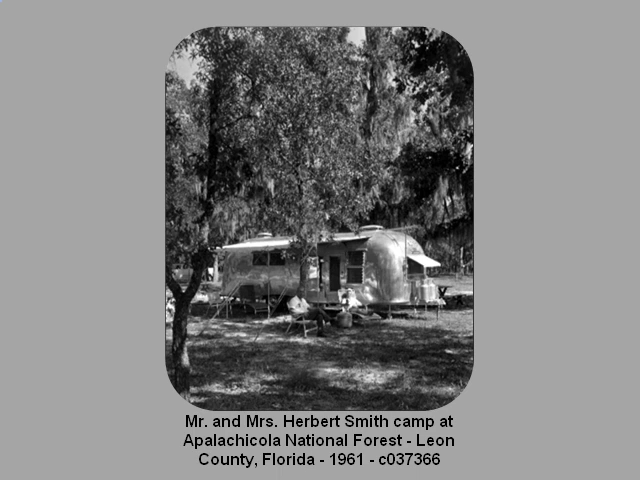 Mr. and Mrs. Herbert Smith camp at
Apalachicola National Forest - Leon
County, Florida - 1961 - c037366